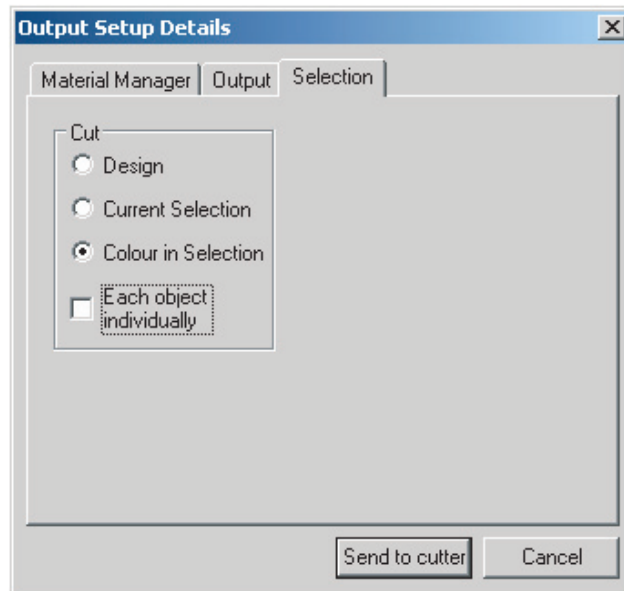 Output Setup Details
Material Manager Output Selection
Cut
Design
Current Selection
Colour in Selection
Each object
individually
Send to cutter Cancel